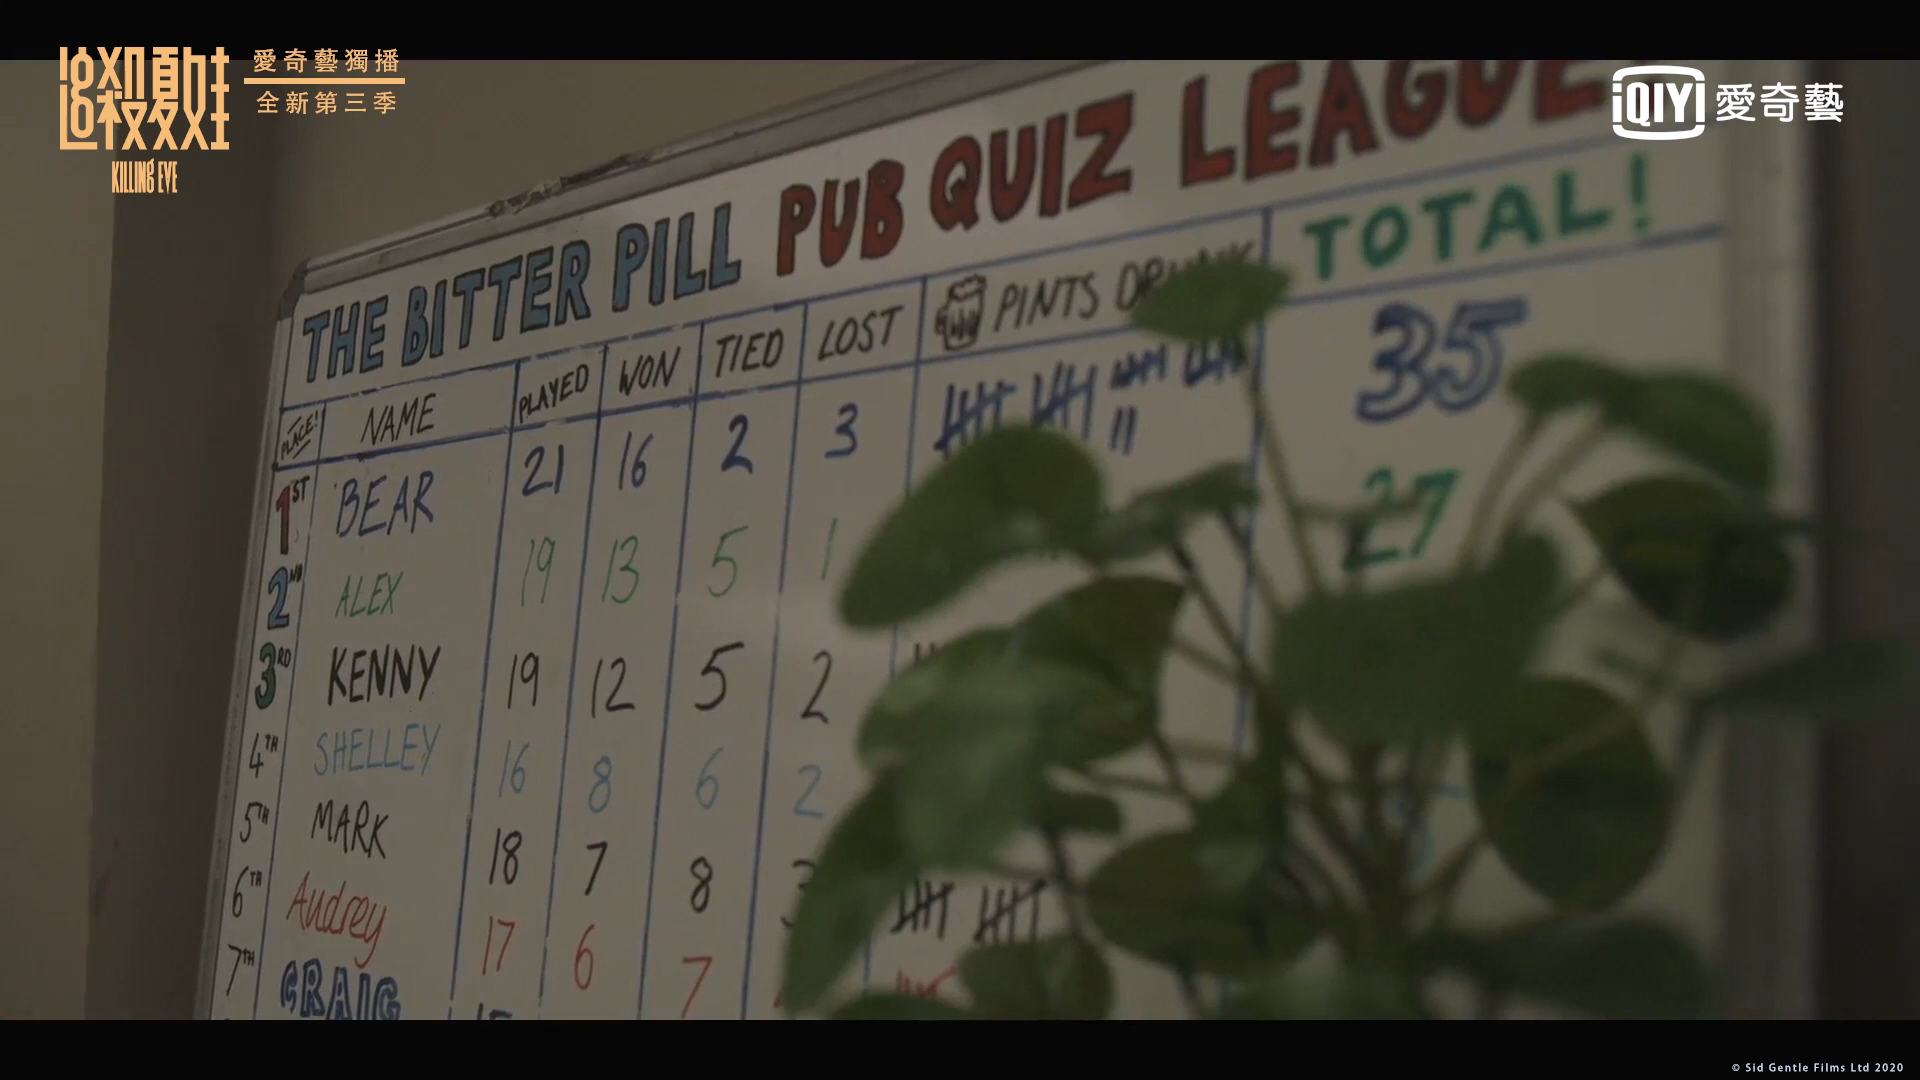 追殺夏娃
KILLING EVE
愛奇藝獨播
全新第三季
iQIYI 愛奇藝
THE BITTER PILL PUB QUIZ LEAGUE
PLACE! NAME PLAYED WON TIED LOST PINTS DRUNK TOTAL!
1ST BEAR 21 16 2 3 35
2ND ALEX 19 13 5 1 27
3RD KENNY 19 12 5 2
4TH SHELLEY 16 8 6 2
5TH MARK 18 7 8 3
6TH Audrey 17 6 7
7TH CRAIG
© Sid Gentle Films Ltd 2020